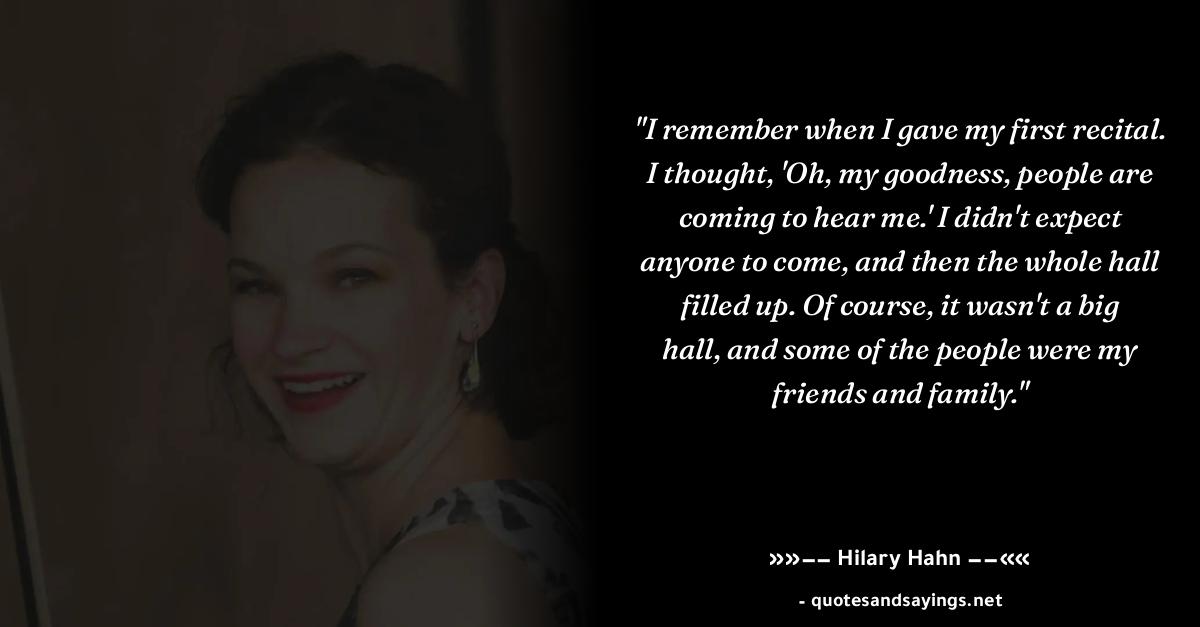 "I remember when I gave my first recital.
I thought, 'Oh, my goodness, people are
coming to hear me.' I didn't expect
anyone to come, and then the whole hall
filled up. Of course, it wasn't a big
hall, and some of the people were my
friends and family."
»»−− Hilary Hahn −−««
- quotesandsayings.net